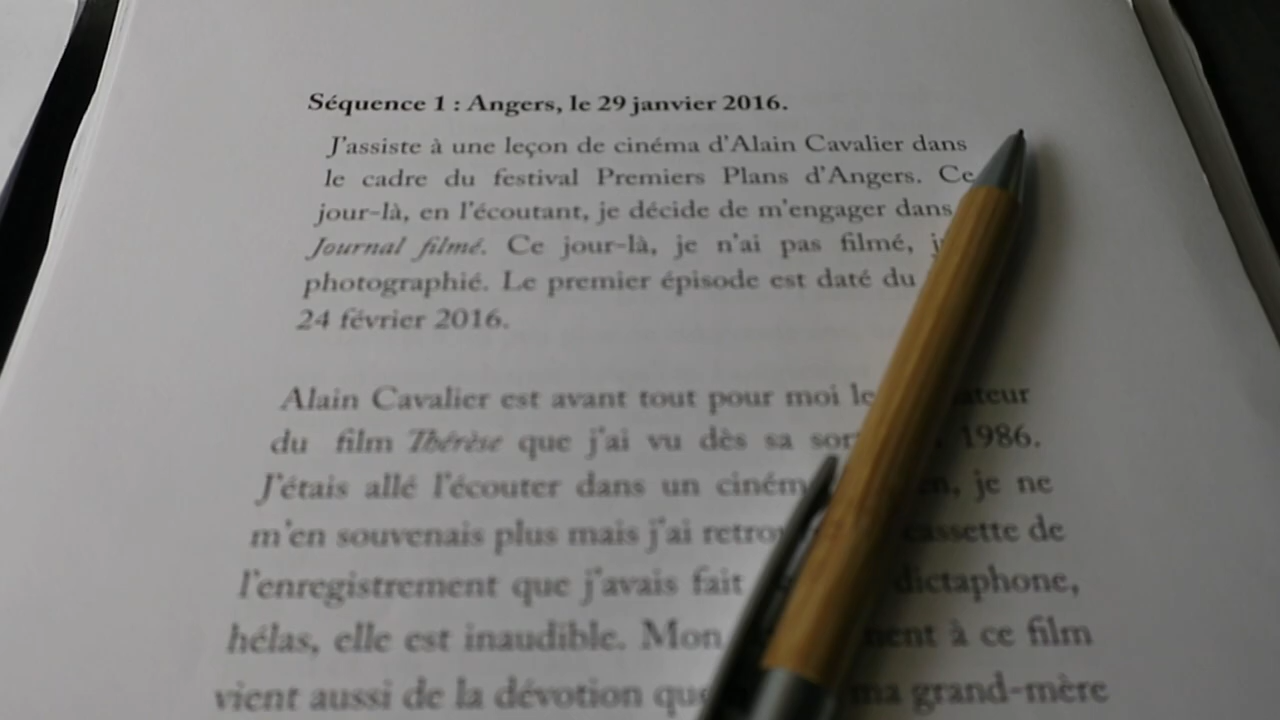 Séquence 1 : Angers, le 29 janvier 2016.
J'assiste à une leçon de cinéma d'Alain Cavalier dans
le cadre du festival Premiers Plans d'Angers. Ce
jour-là, en l'écoutant, je décide de m'engager dans
Journal filmé. Ce jour-là, je n'ai pas filmé,
photographié. Le premier épisode est daté du
24 février 2016.
Alain Cavalier est avant tout pour moi
du film Thérèse que j'ai vu dès sa 1986.
J'étais allé l'écouter dans un je ne
m'en souvenais plus mais j'ai cassette de
l'enregistrement que j'avais fait dictaphone,
hélas, elle est inaudible. Mon à ce film
vient aussi de la dévotion ma grand-mère